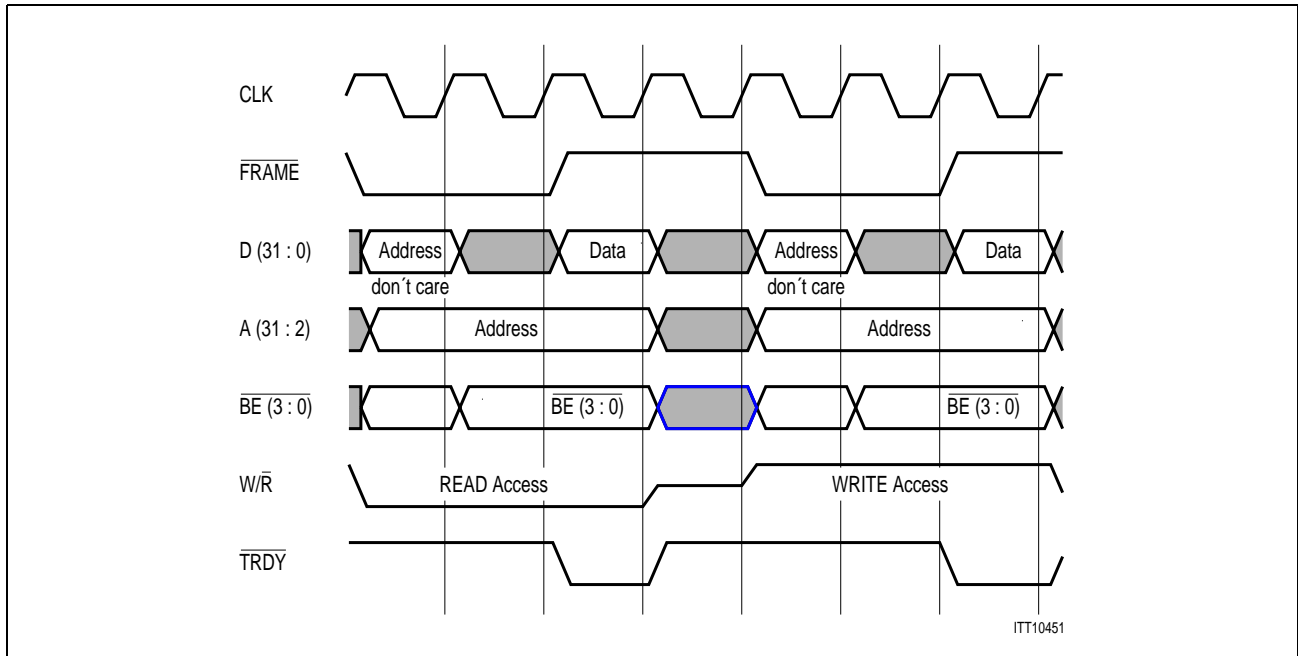 CLK
FRAME
D (31 : 0) Address Data Address Data
don´t care don´t care
A (31 : 2) Address Address
BE (3 : 0) BE (3 : 0) BE (3 : 0)
W/R READ Access WRITE Access
TRDY
ITT10451